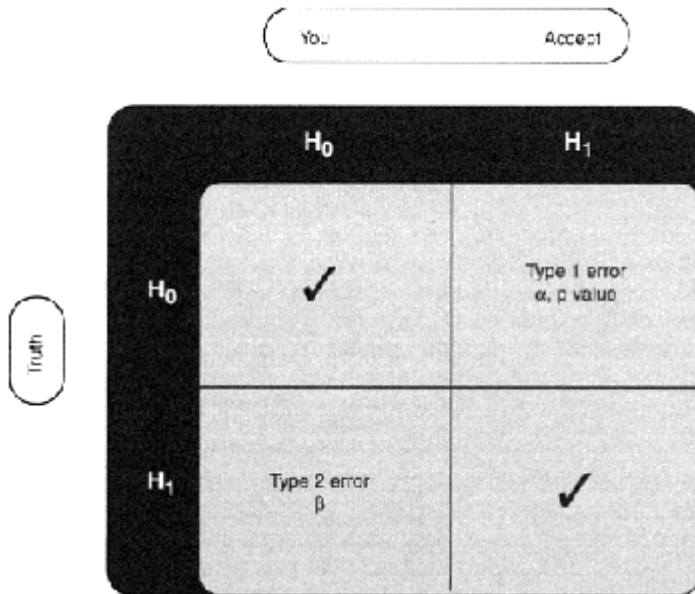 You Accept
H₀ H₁
H₀
Type 1 error
α, p value
Truth
H₁
Type 2 error
β